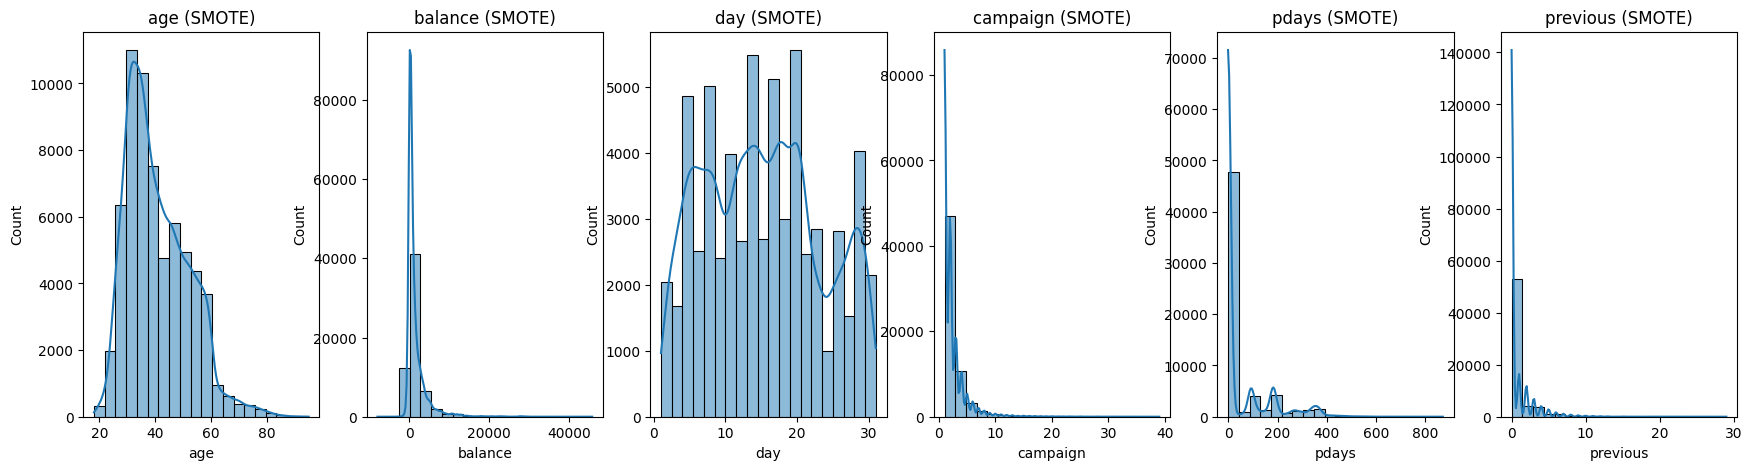 age (SMOTE)
10000
8000
6000
4000
2000
0
20 40 60 80
age
Count
balance (SMOTE)
80000
60000
40000
20000
0
0 20000 40000
balance
Count
day (SMOTE)
5000
4000
3000
2000
1000
0
0 10 20 30
day
Count
campaign (SMOTE)
80000
60000
40000
20000
0
0 10 20 30 40
campaign
Count
pdays (SMOTE)
70000
60000
50000
40000
30000
20000
10000
0
0 200 400 600 800
pdays
Count
previous (SMOTE)
140000
120000
100000
80000
60000
40000
20000
0
0 10 20 30
previous
Count